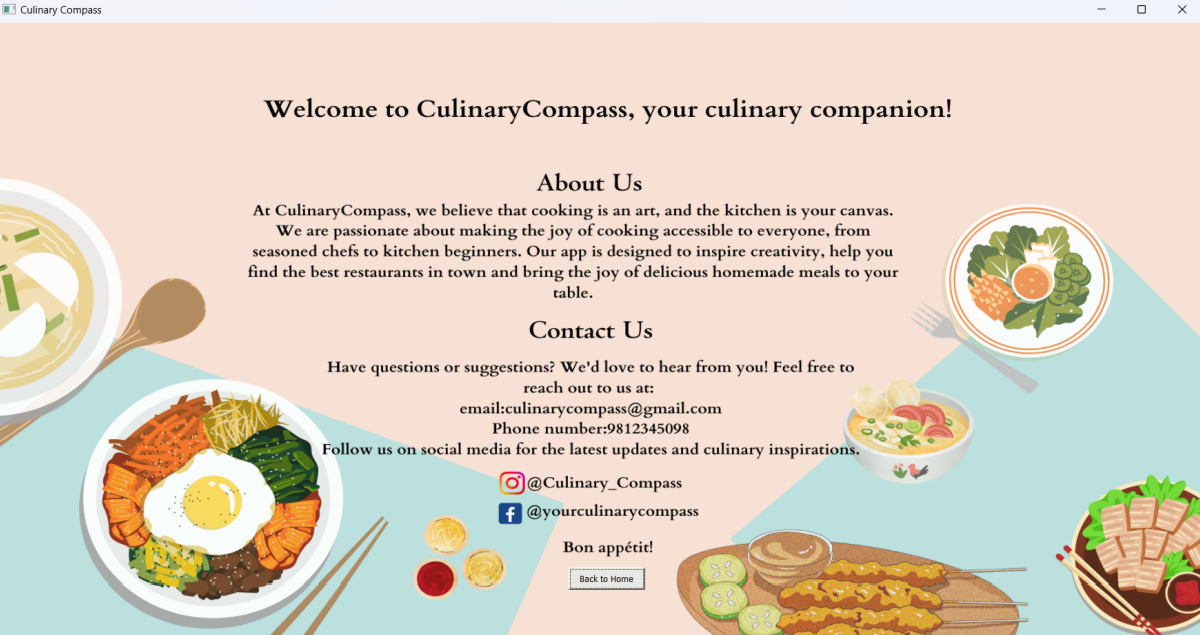 Culinary Compass
Welcome to CulinaryCompass, your culinary companion!
About Us
At CulinaryCompass, we believe that cooking is an art, and the kitchen is your canvas.
We are passionate about making the joy of cooking accessible to everyone, from
seasoned chefs to kitchen beginners. Our app is designed to inspire creativity, help you
find the best restaurants in town and bring the joy of delicious homemade meals to your
table.
Contact Us
Have questions or suggestions? We'd love to hear from you! Feel free to
reach out to us at:
email:culinarycompass@gmail.com
Phone number:9812345098
Follow us on social media for the latest updates and culinary inspirations.
@Culinary_Compass
@yourculinarycompass
Bon appétit!
Back to Home